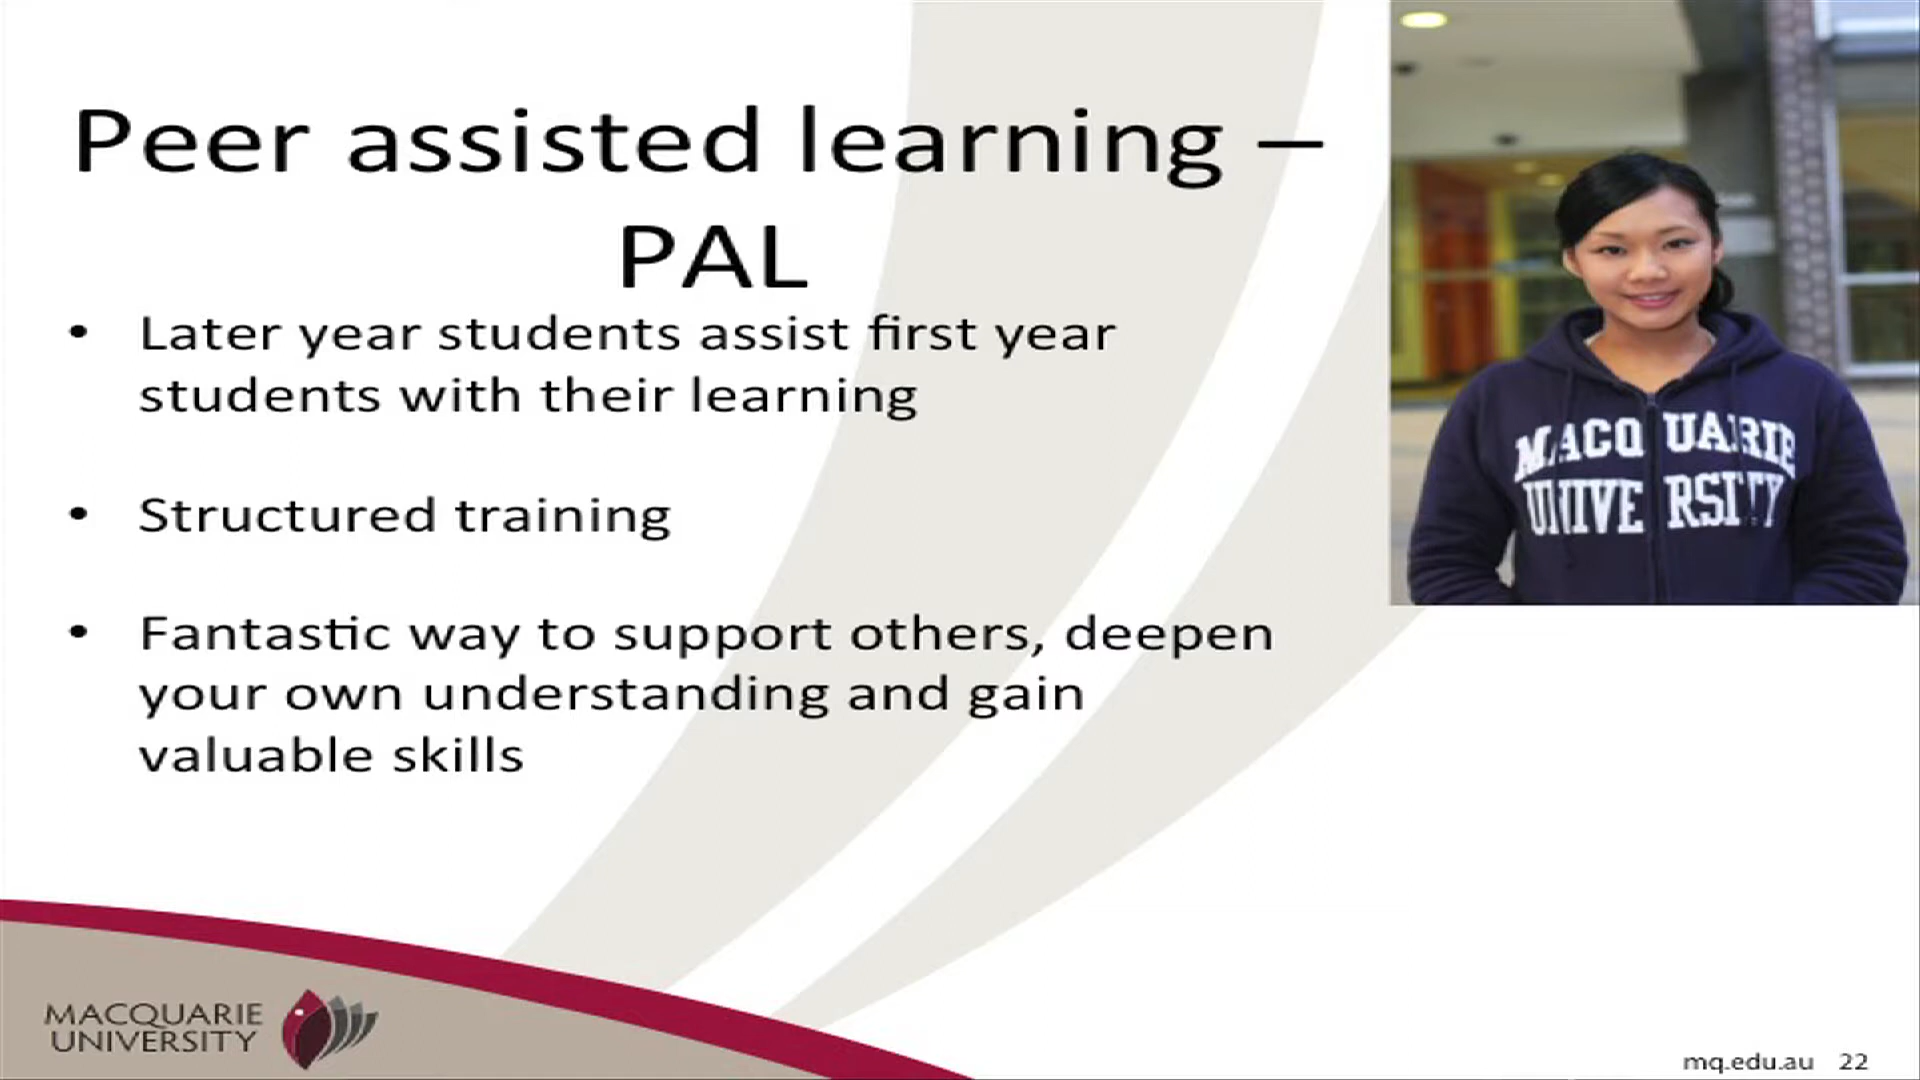 Peer assisted learning –
PAL
• Later year students assist first year
students with their learning
• Structured training
• Fantastic way to support others, deepen
your own understanding and gain
valuable skills
MACQUARIE
UNIVERSITY
MACQUARIE
UNIVERSITY
mq.edu.au 22